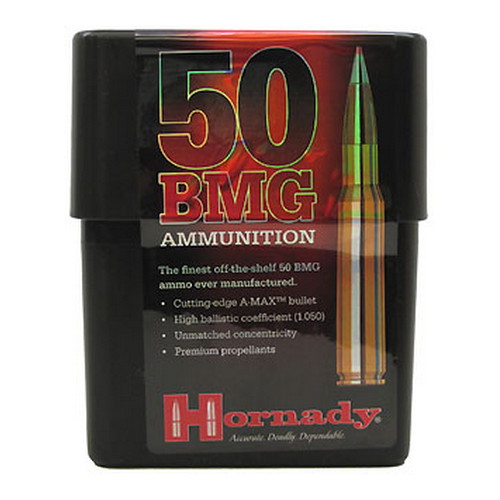 50
BMG
AMMUNITION
The finest off-the-shelf 50 BMG
ammo ever manufactured.
• Cutting-edge A-MAX™ bullet
• High ballistic coefficient (1.050)
• Unmatched concentricity
• Premium propellants
Hornady®
Accurate. Deadly. Dependable.